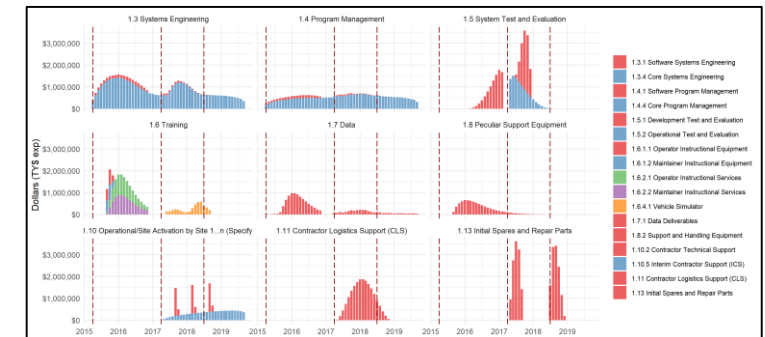 1.3 Systems Engineering
1.4 Program Management
1.5 System Test and Evaluation
$3,000,000
$2,000,000
$1,000,000
$0
1.6 Training
1.7 Data
1.8 Peculiar Support Equipment
$3,000,000
$2,000,000
$1,000,000
$0
Dollars (TY$ exp)
1.10 Operational/Site Activation by Site 1...n (Specify
1.11 Contractor Logistics Support (CLS)
1.13 Initial Spares and Repair Parts
$3,000,000
$2,000,000
$1,000,000
$0
2015 2016 2017 2018 2019 2015 2016 2017 2018 2019 2015 2016 2017 2018 2019
1.3.1 Software Systems Engineering
1.3.4 Core Systems Engineering
1.4.1 Software Program Management
1.4.4 Core Program Management
1.5.1 Development Test and Evaluation
1.5.2 Operational Test and Evaluation
1.6.1.1 Operator Instructional Equipment
1.6.1.2 Maintainer Instructional Equipment
1.6.2.1 Operator Instructional Services
1.6.2.2 Maintainer Instructional Services
1.6.4.1 Vehicle Simulator
1.7.1 Data Deliverables
1.8.2 Support and Handling Equipment
1.10.2 Contractor Technical Support
1.10.5 Interim Contractor Support (ICS)
1.11 Contractor Logistics Support (CLS)
1.13 Initial Spares and Repair Parts